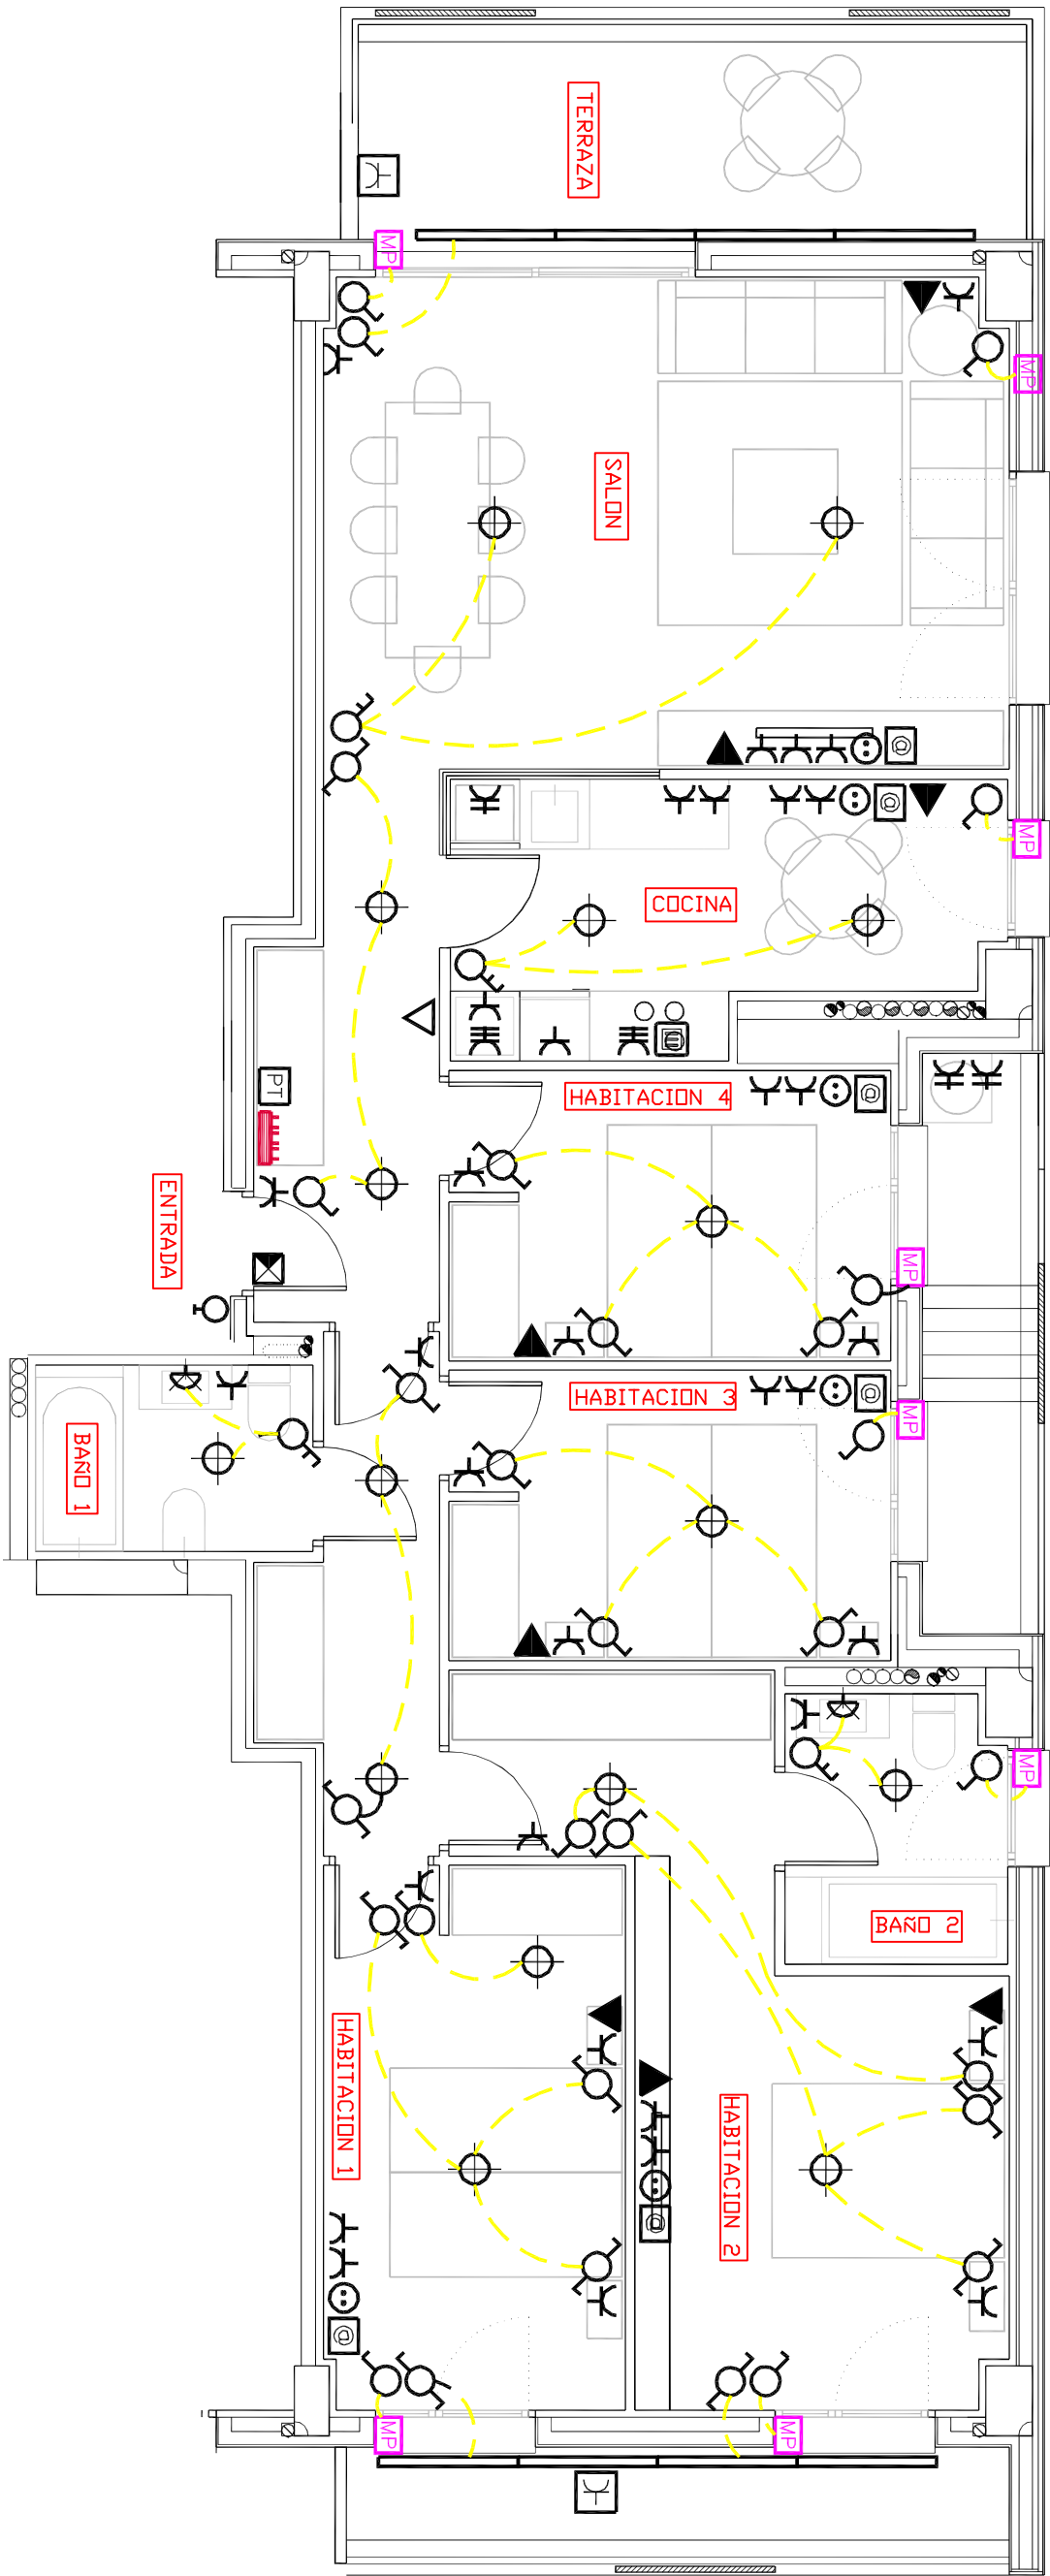 TERRAZA
MP
MP
SALON
@
@
MP
COCINA
PT
HABITACION 4
@
ENTRADA
MP
HABITACION 3
@
MP
BAÑO 1
MP
BAÑO 2
HABITACION 1
HABITACION 2
@
@
MP
MP